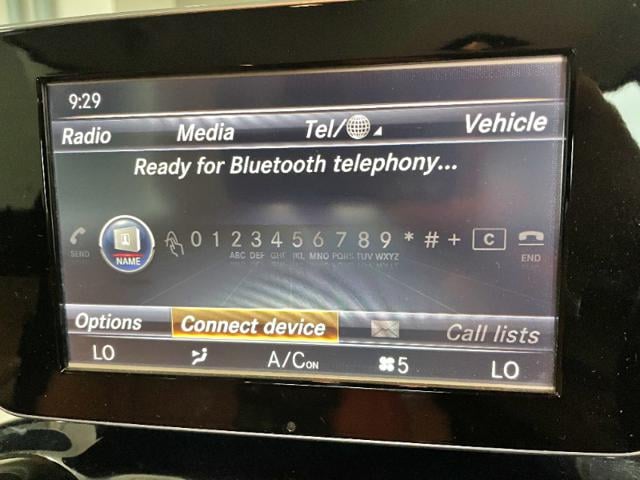 9:29
Radio Media Tel/ Vehicle
Ready for Bluetooth telephony...
SEND NAME 0 1 2 3 4 5 6 7 8 9 * # + C END
ABC DEF GHI JKL MNO PQRS TUV WXYZ
Options Connect device Call lists
LO A/C ON 5 LO